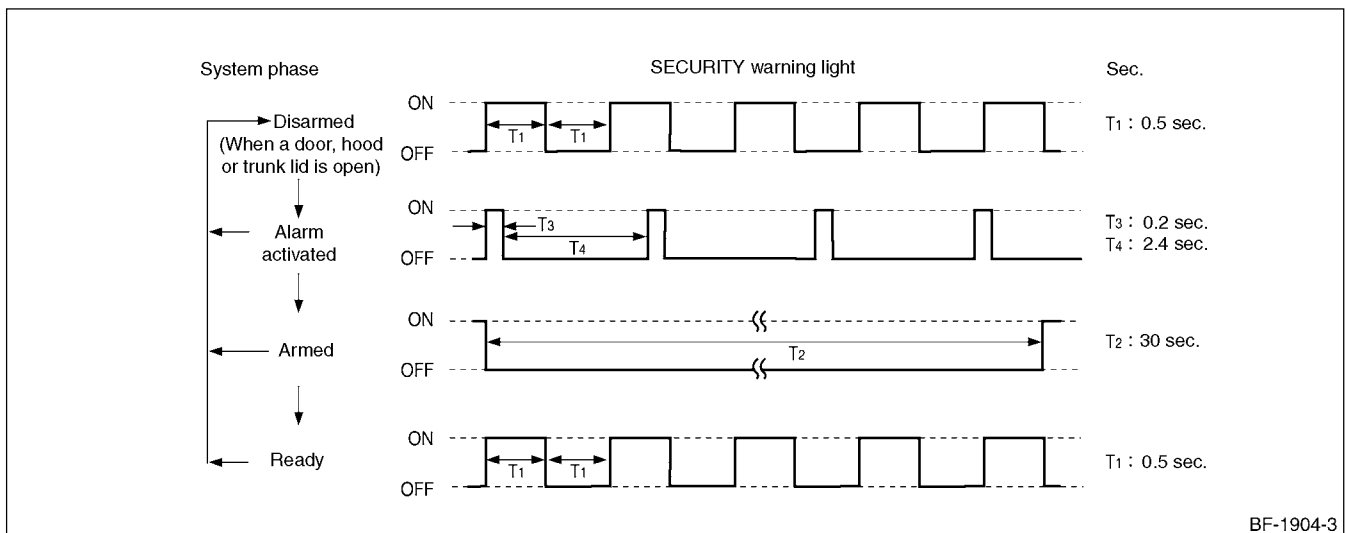 System phase
SECURITY warning light
Sec.
Disarmed
(When a door, hood
or trunk lid is open)
ON
OFF
T1
T1
T1 : 0.5 sec.
Alarm
activated
ON
OFF
T3
T4
T3 : 0.2 sec.
T4 : 2.4 sec.
Armed
ON
OFF
T2
T2 : 30 sec.
Ready
ON
OFF
T1
T1
T1 : 0.5 sec.
BF-1904-3